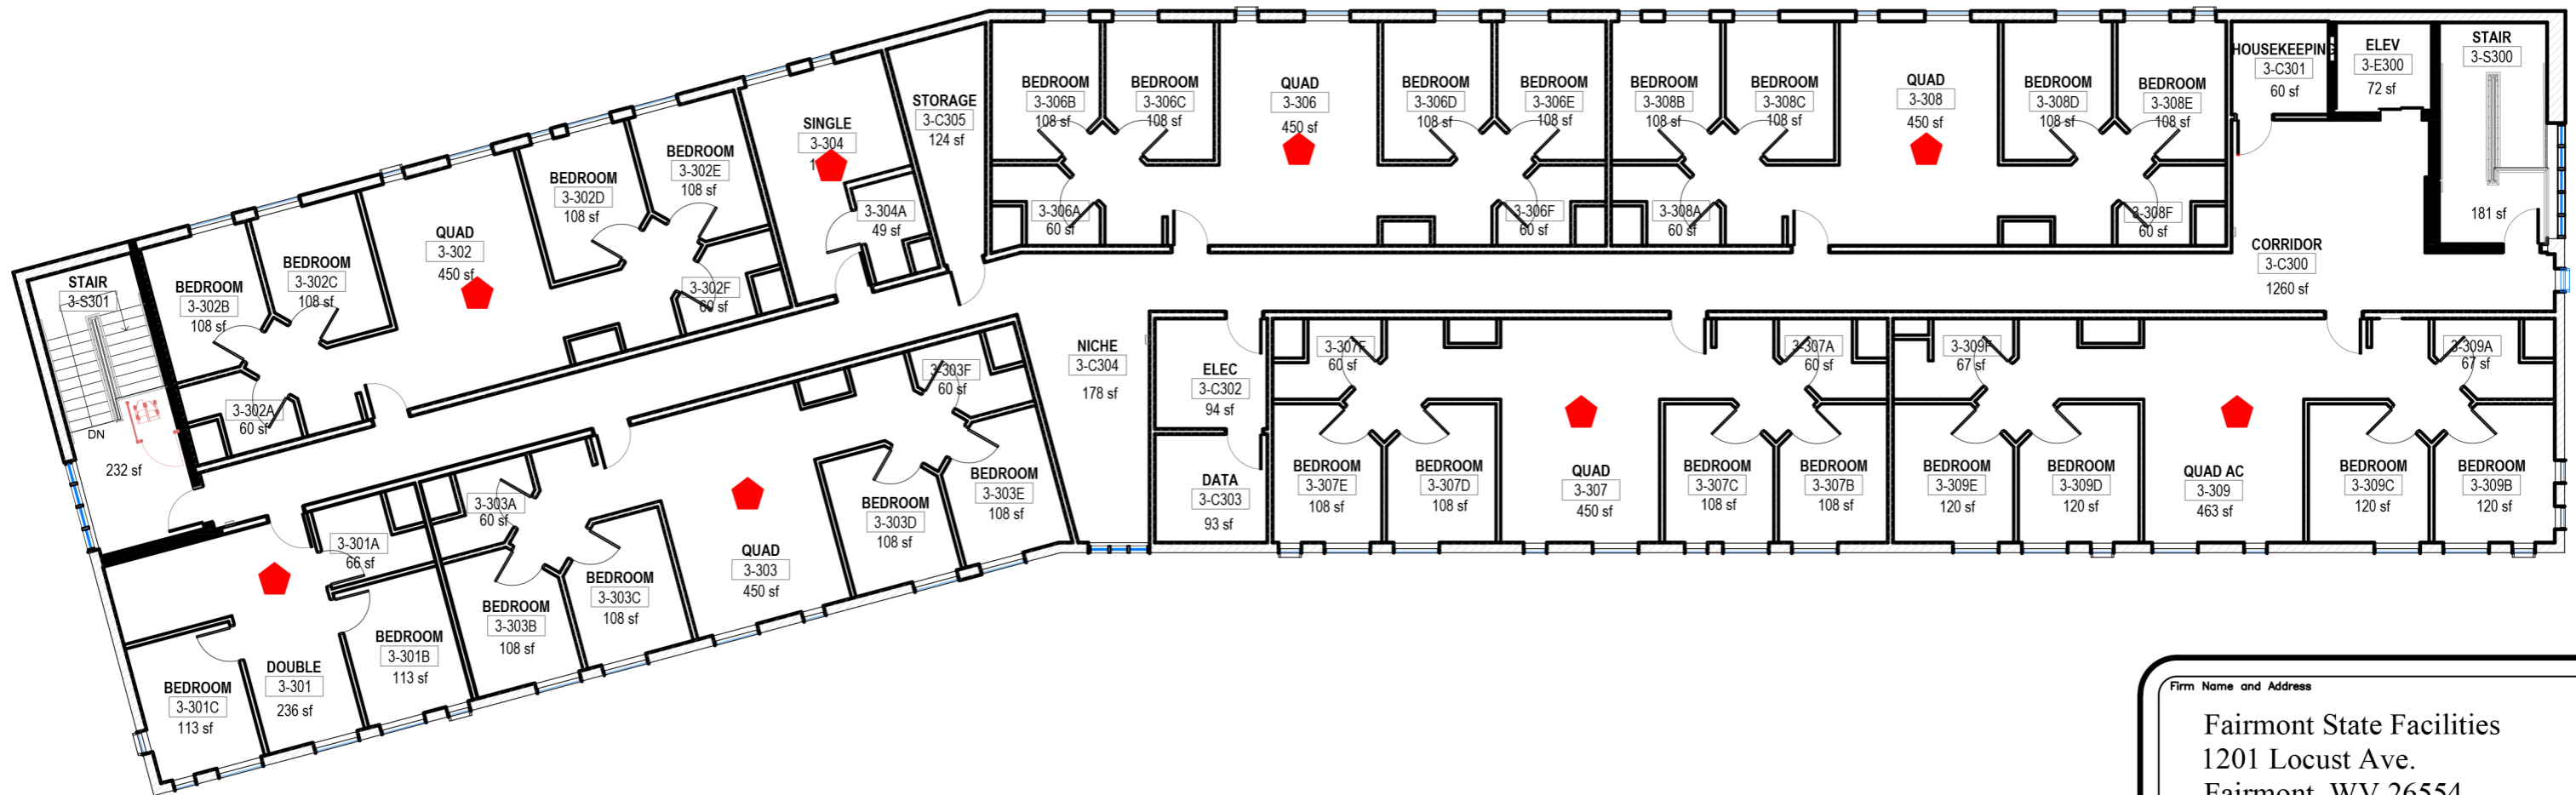 BEDROOM
3-306B
108 sf
BEDROOM
3-306C
108 sf
QUAD
3-306
450 sf
BEDROOM
3-306D
108 sf
BEDROOM
3-306E
108 sf
BEDROOM
3-308B
108 sf
BEDROOM
3-308C
108 sf
QUAD
3-308
450 sf
BEDROOM
3-308D
108 sf
BEDROOM
3-308E
108 sf
HOUSEKEEPING
3-C301
60 sf
ELEV
3-E300
72 sf
STAIR
3-S300
181 sf
STORAGE
3-C305
124 sf
SINGLE
3-304
3-304A
49 sf
BEDROOM
3-302E
108 sf
BEDROOM
3-302D
108 sf
QUAD
3-302
450 sf
BEDROOM
3-302C
108 sf
BEDROOM
3-302B
108 sf
3-302F
60 sf
3-302A
60 sf
STAIR
3-S301
DN
232 sf
3-306A
60 sf
3-306F
60 sf
3-308A
60 sf
3-308F
60 sf
CORRIDOR
3-C300
1260 sf
NICHE
3-C304
178 sf
ELEC
3-C302
94 sf
DATA
3-C303
93 sf
3-307F
60 sf
3-307A
60 sf
3-309F
67 sf
3-309A
67 sf
BEDROOM
3-307E
108 sf
BEDROOM
3-307D
108 sf
QUAD
3-307
450 sf
BEDROOM
3-307C
108 sf
BEDROOM
3-307B
108 sf
BEDROOM
3-309E
120 sf
BEDROOM
3-309D
120 sf
QUAD AC
3-309
463 sf
BEDROOM
3-309C
120 sf
BEDROOM
3-309B
120 sf
3-303F
60 sf
BEDROOM
3-303E
108 sf
BEDROOM
3-303D
108 sf
QUAD
3-303
450 sf
3-303A
60 sf
BEDROOM
3-303C
108 sf
BEDROOM
3-303B
108 sf
3-301A
66 sf
BEDROOM
3-301B
113 sf
DOUBLE
3-301
236 sf
BEDROOM
3-301C
113 sf
Firm Name and Address
Fairmont State Facilities
1201 Locust Ave.
Fairmont, WV 26554